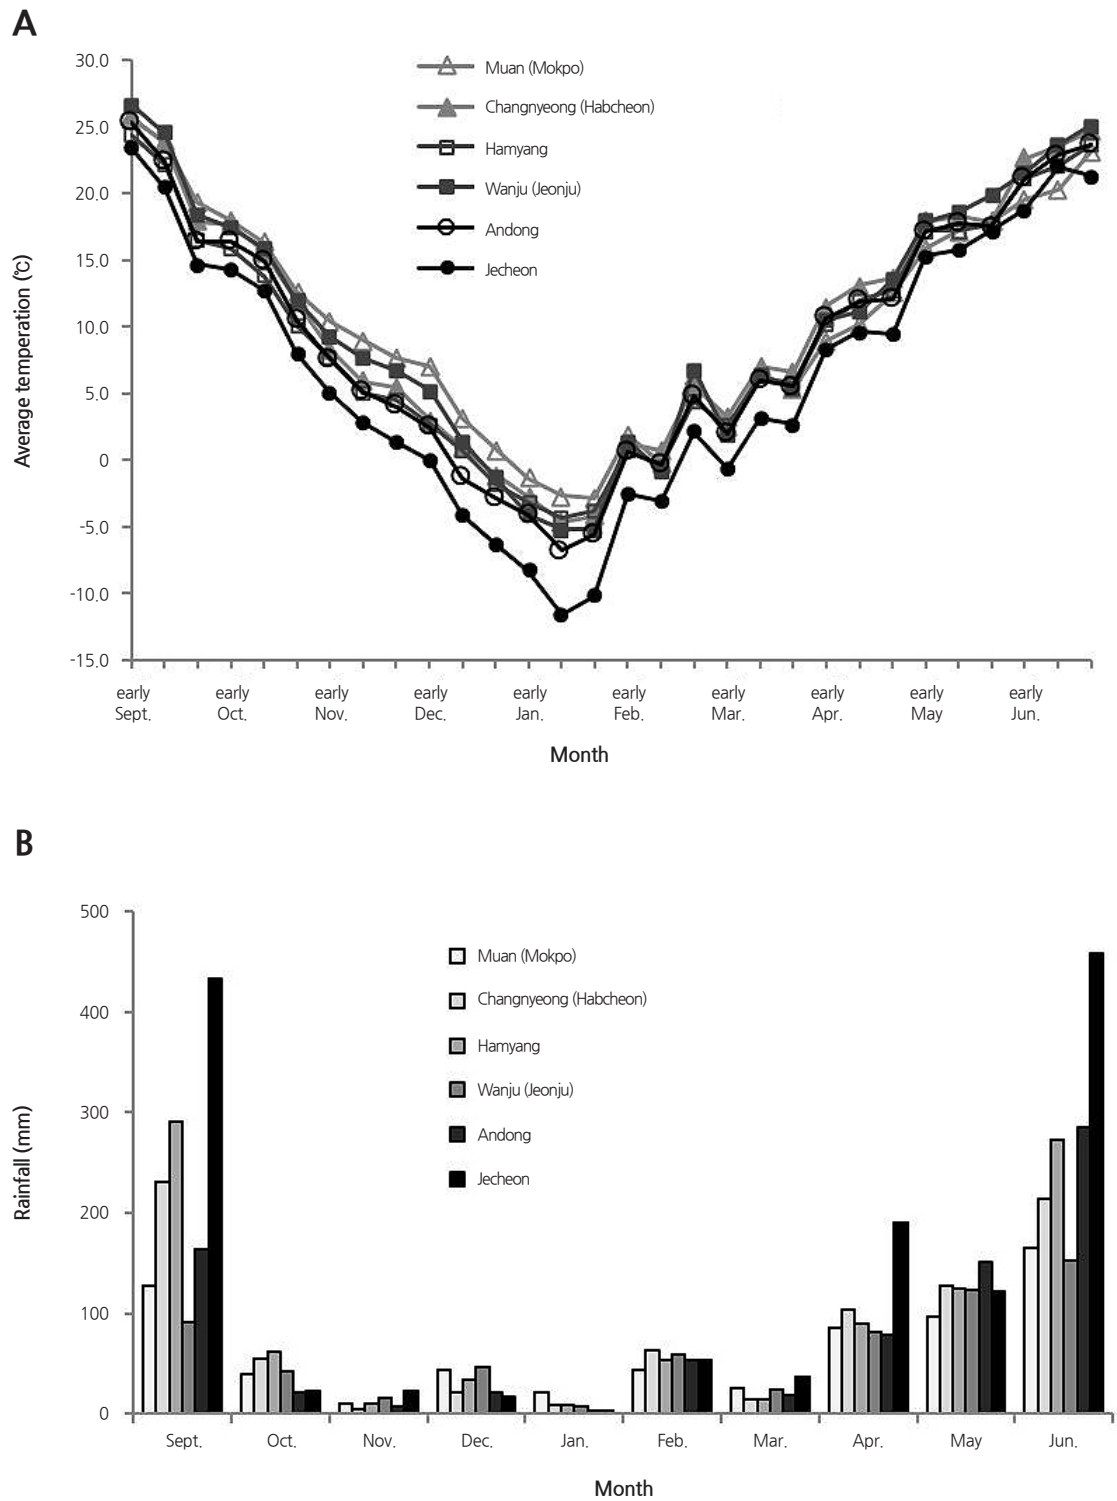 A
30.0
25.0
20.0
15.0
10.0
5.0
0
-5.0
-10.0
-15.0
Average temperation (℃)
Muan (Mokpo)
Changnyeong (Habcheon)
Hamyang
Wanju (Jeonju)
Andong
Jecheon
early early early early early early early early early early
Sept. Oct. Nov. Dec. Jan. Feb. Mar. Apr. May Jun.
Month
B
500
400
300
200
100
0
Rainfall (mm)
Muan (Mokpo)
Changnyeong (Habcheon)
Hamyang
Wanju (Jeonju)
Andong
Jecheon
Sept. Oct. Nov. Dec. Jan. Feb. Mar. Apr. May Jun.
Month